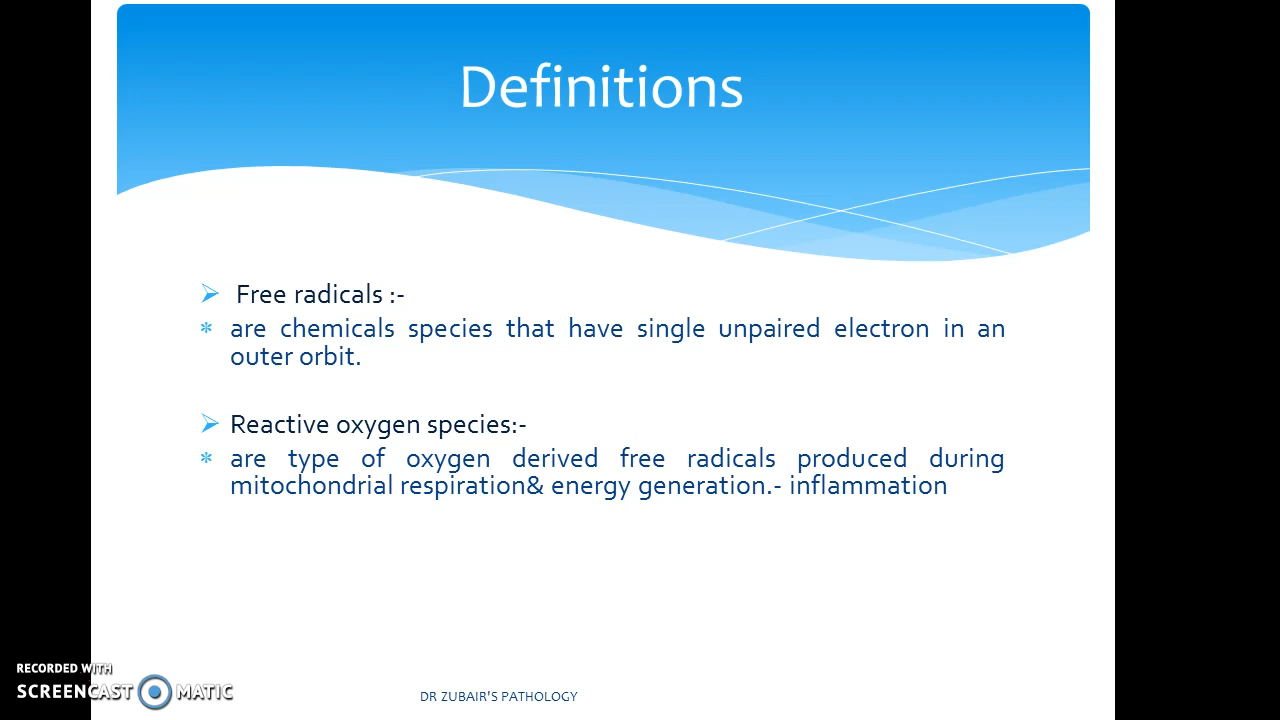 Definitions
Free radicals :-
are chemicals species that have single unpaired electron in an
outer orbit.
Reactive oxygen species:-
are type of oxygen derived free radicals produced during
mitochondrial respiration& energy generation.- inflammation
RECORDED WITH
SCREENCAST MATIC
DR ZUBAIR'S PATHOLOGY